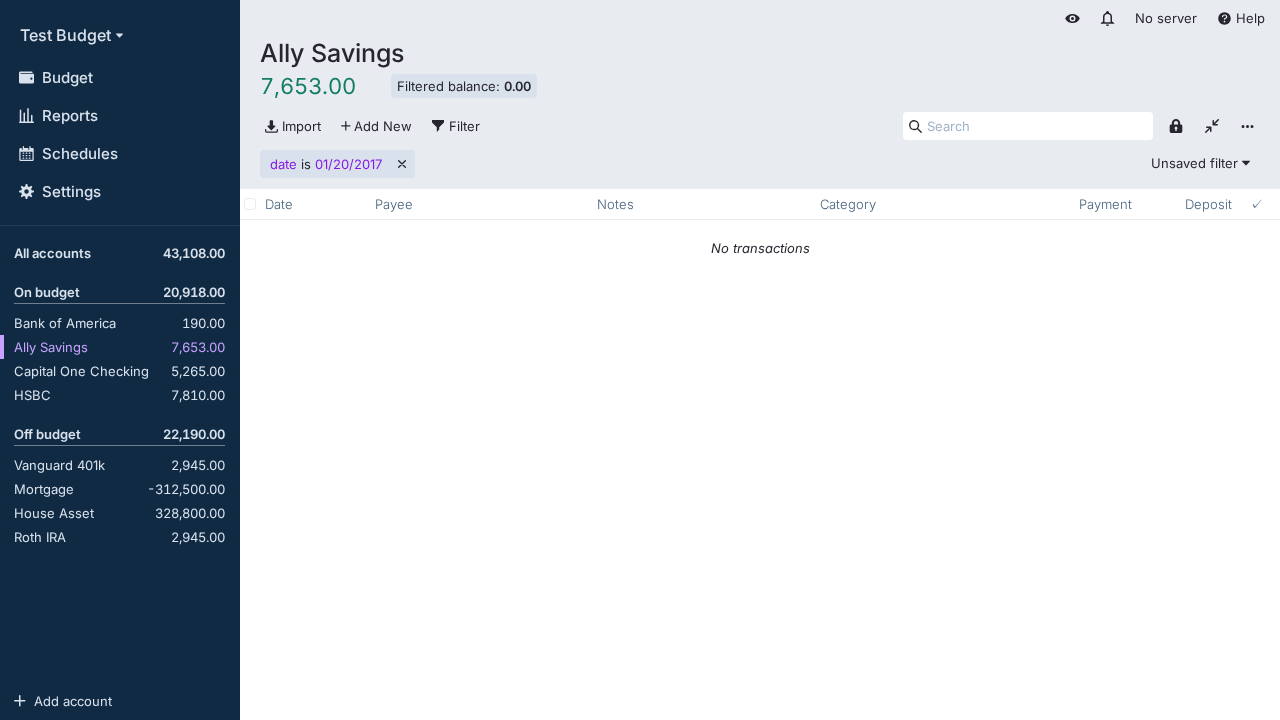 Test Budget
Budget
Reports
Schedules
Settings
All accounts 43,108.00
On budget 20,918.00
Bank of America 190.00
Ally Savings 7,653.00
Capital One Checking 5,265.00
HSBC 7,810.00
Off budget 22,190.00
Vanguard 401k 2,945.00
Mortgage -312,500.00
House Asset 328,800.00
Roth IRA 2,945.00
Add account
No server Help
Ally Savings
7,653.00 Filtered balance: 0.00
Import Add New Filter Search
date is 01/20/2017 Unsaved filter
Date Payee Notes Category Payment Deposit ✓
No transactions